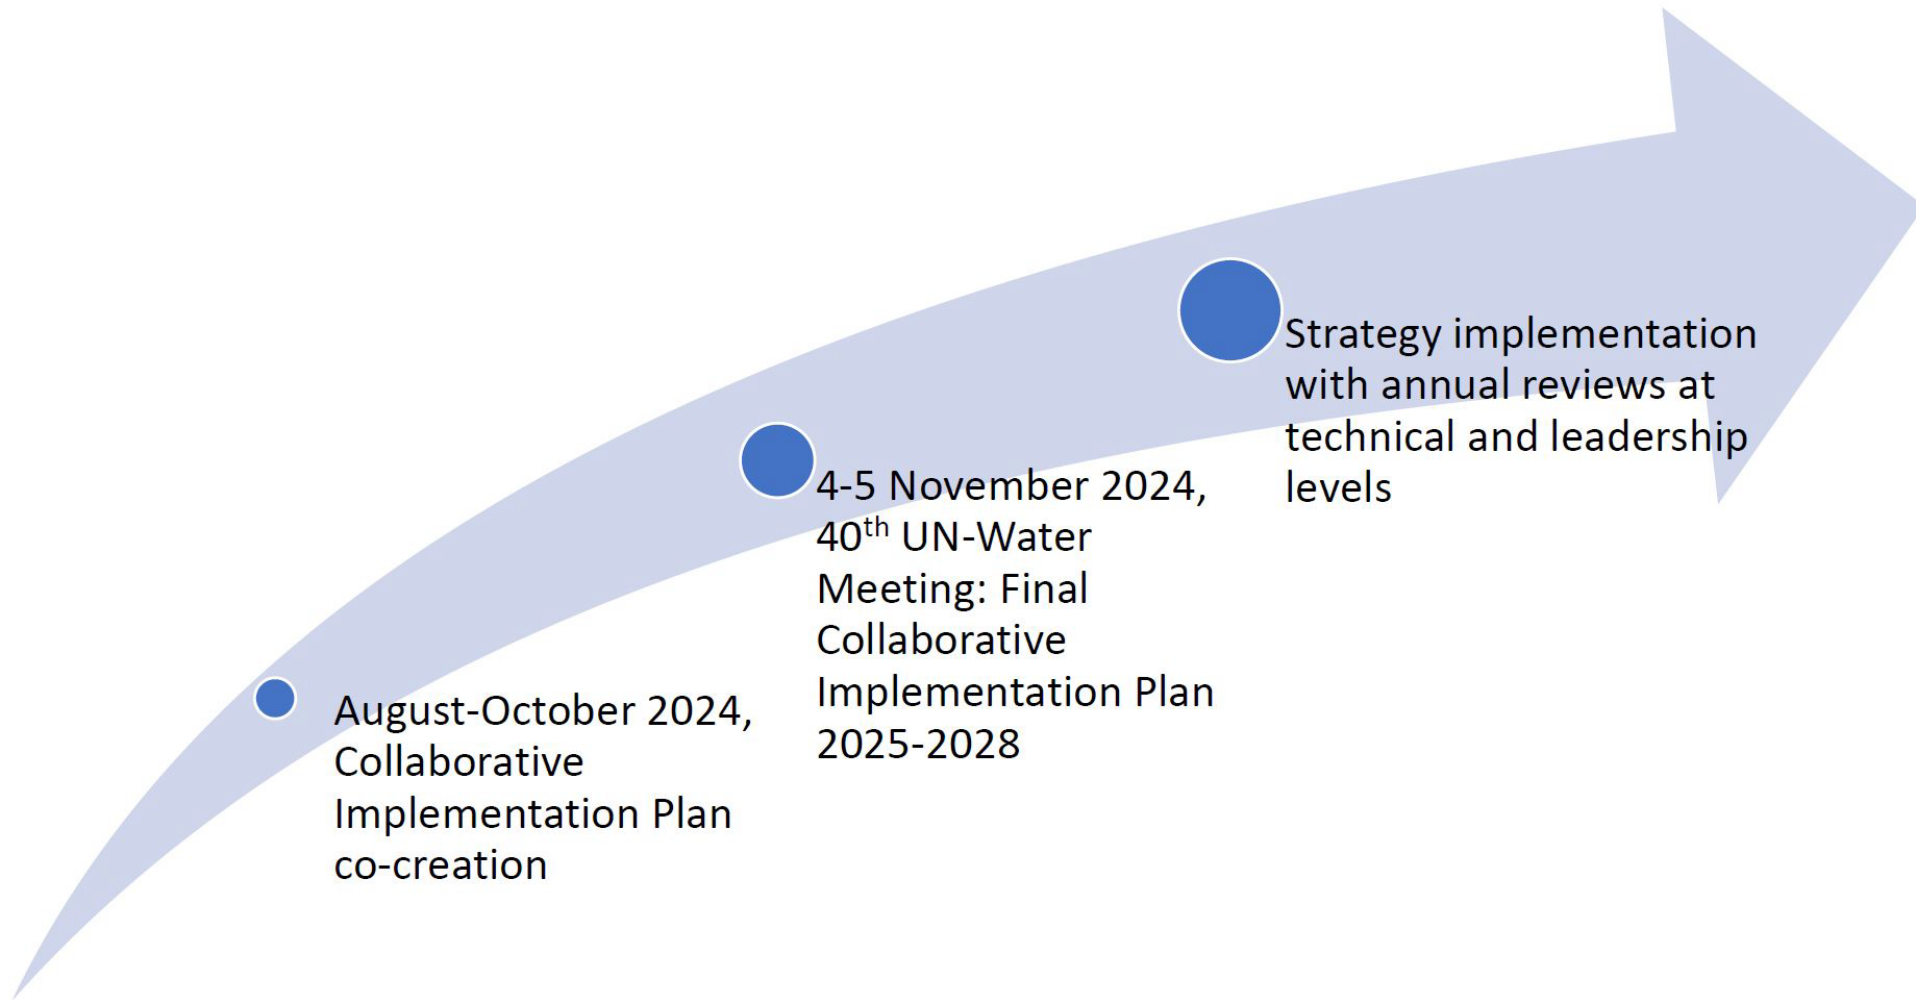 August-October 2024,
Collaborative
Implementation Plan
co-creation
4-5 November 2024,
40th UN-Water
Meeting: Final
Collaborative
Implementation Plan
2025-2028
Strategy implementation
with annual reviews at
technical and leadership
levels